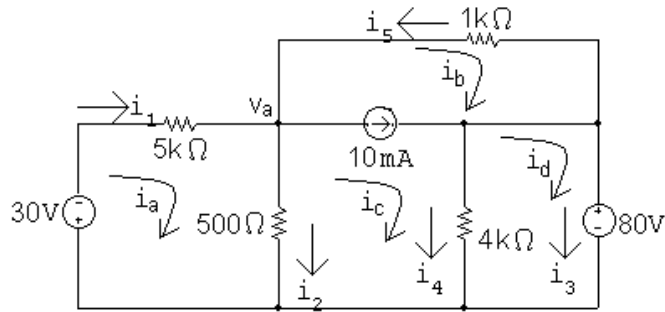 i5 1kΩ
ib
i1 va
5kΩ 10mA id
30V ia 500Ω ic 4kΩ 80V
- +
- +
i2 i4 i3